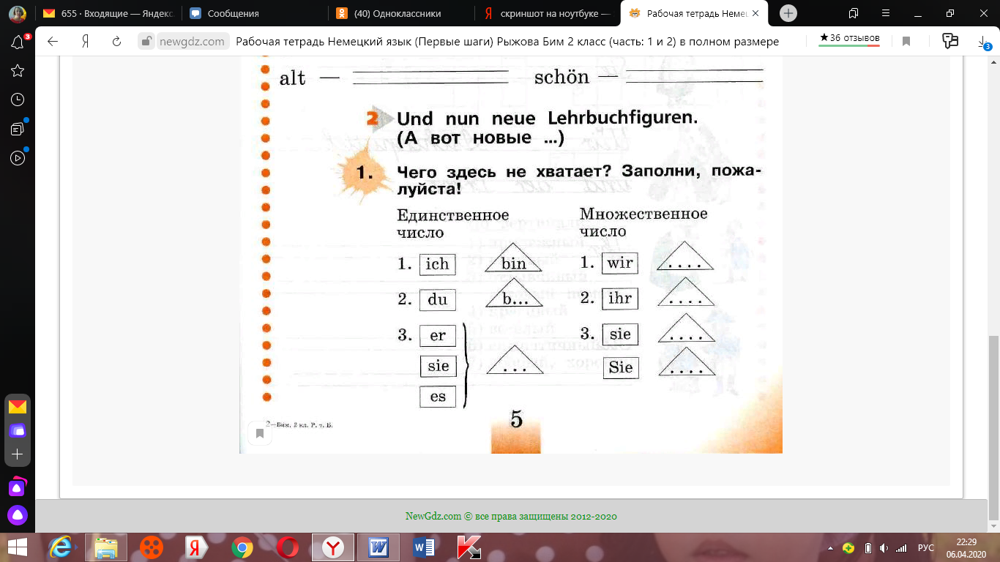 655 · Входящие — Яндекс
Сообщения
(40) Одноклассники
скриншот на ноутбуке —
Рабочая тетрадь Немец
3
newgdz.com Рабочая тетрадь Немецкий язык (Первые шаги) Рыжова Бим 2 класс (часть: 1 и 2) в полном размере
★36 отзывов
3
alt — schön —
2 Und nun neue Lehrbuchfiguren.
(А вот новые ...)
1. Чего здесь не хватает? Заполни, пожа-
луйста!
Единственное
число
1. ich bin
2. du b...
3. er
sie ...
es
Множественное
число
1. wir ....
2. ihr ....
3. sie ....
Sie ....
2—Бим, 2 кл. Р. т. Б.
5
NewGdz.com © все права защищены 2012-2020
РУС
22:29
06.04.2020